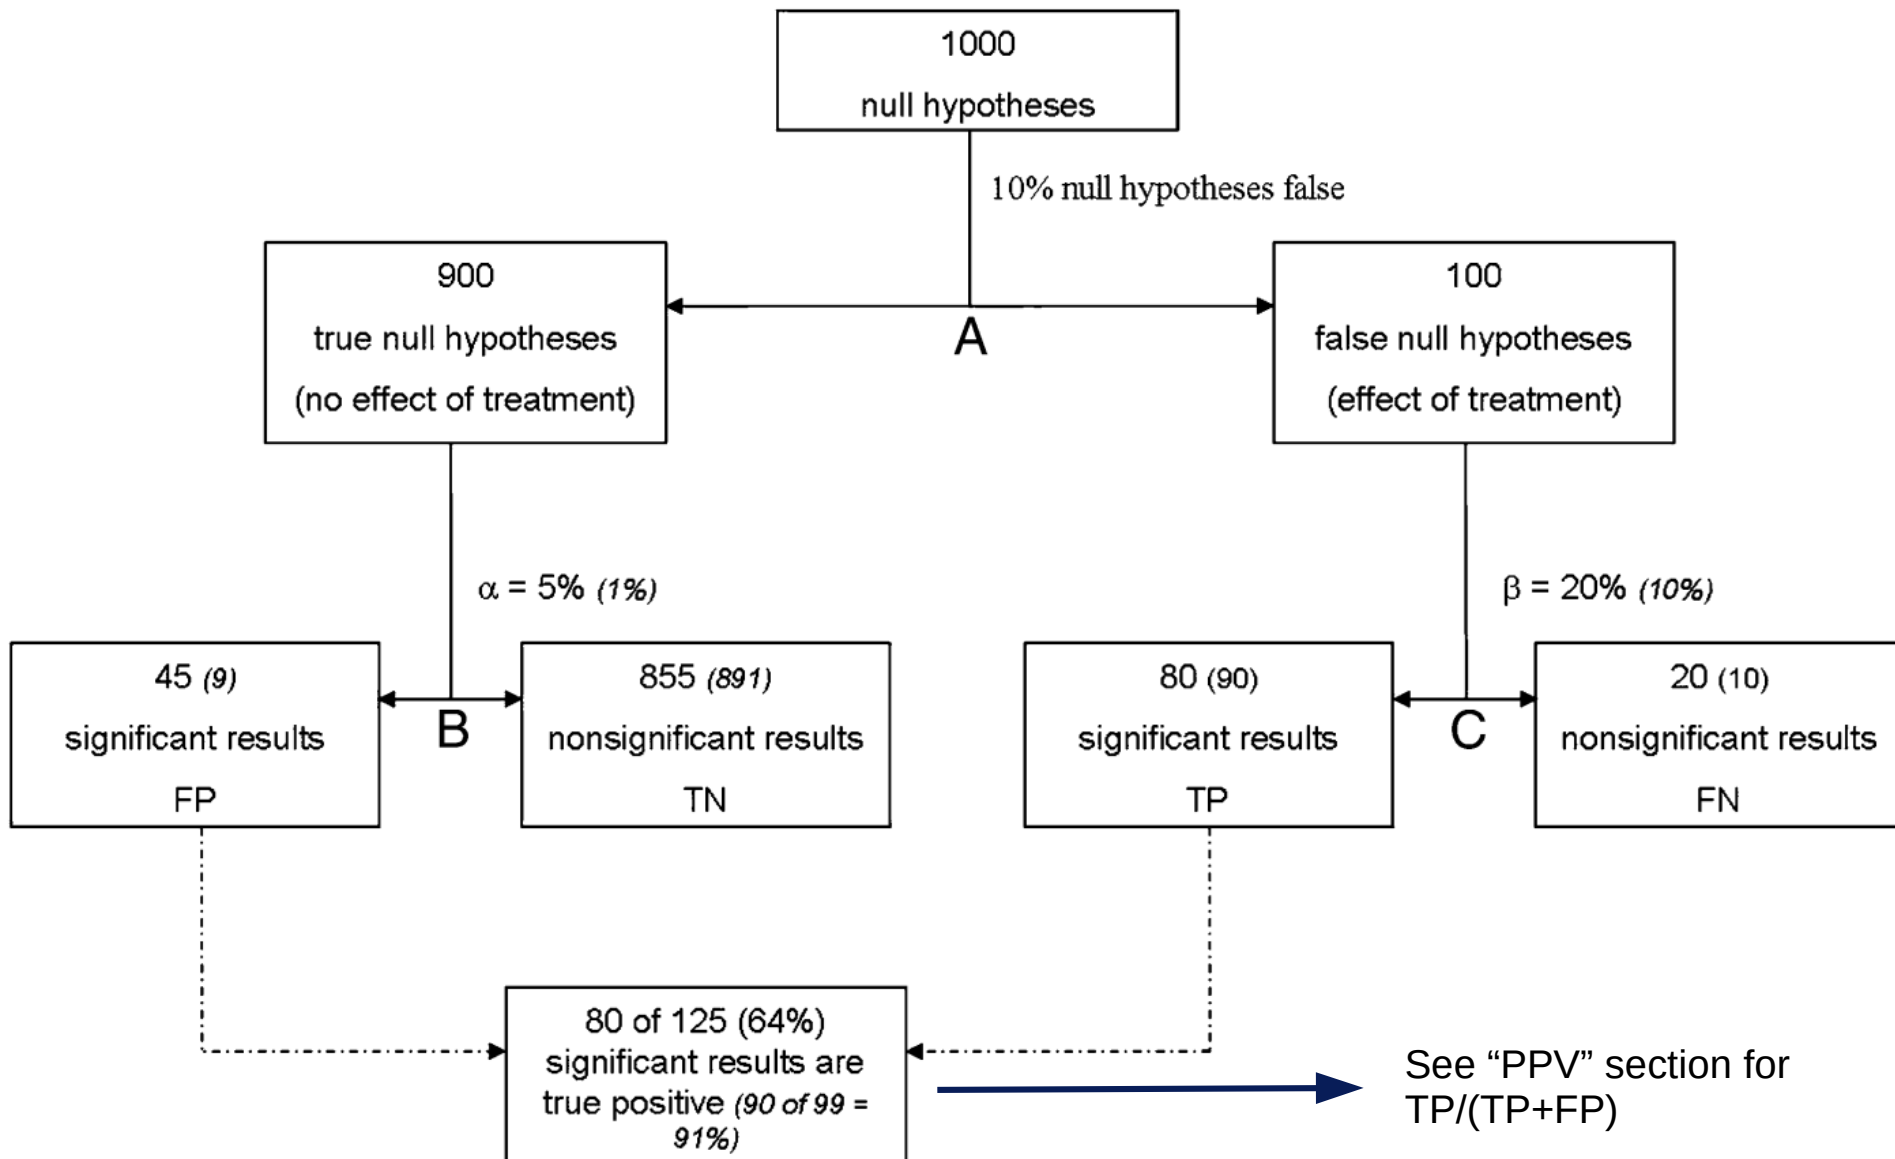 1000
null hypotheses
10% null hypotheses false
900
true null hypotheses
(no effect of treatment)
A
100
false null hypotheses
(effect of treatment)
α = 5% (1%)
β = 20% (10%)
45 (9)
significant results
FP
B
855 (891)
nonsignificant results
TN
80 (90)
significant results
TP
C
20 (10)
nonsignificant results
FN
80 of 125 (64%)
significant results are
true positive (90 of 99 =
91%)
See “PPV” section for
TP/(TP+FP)